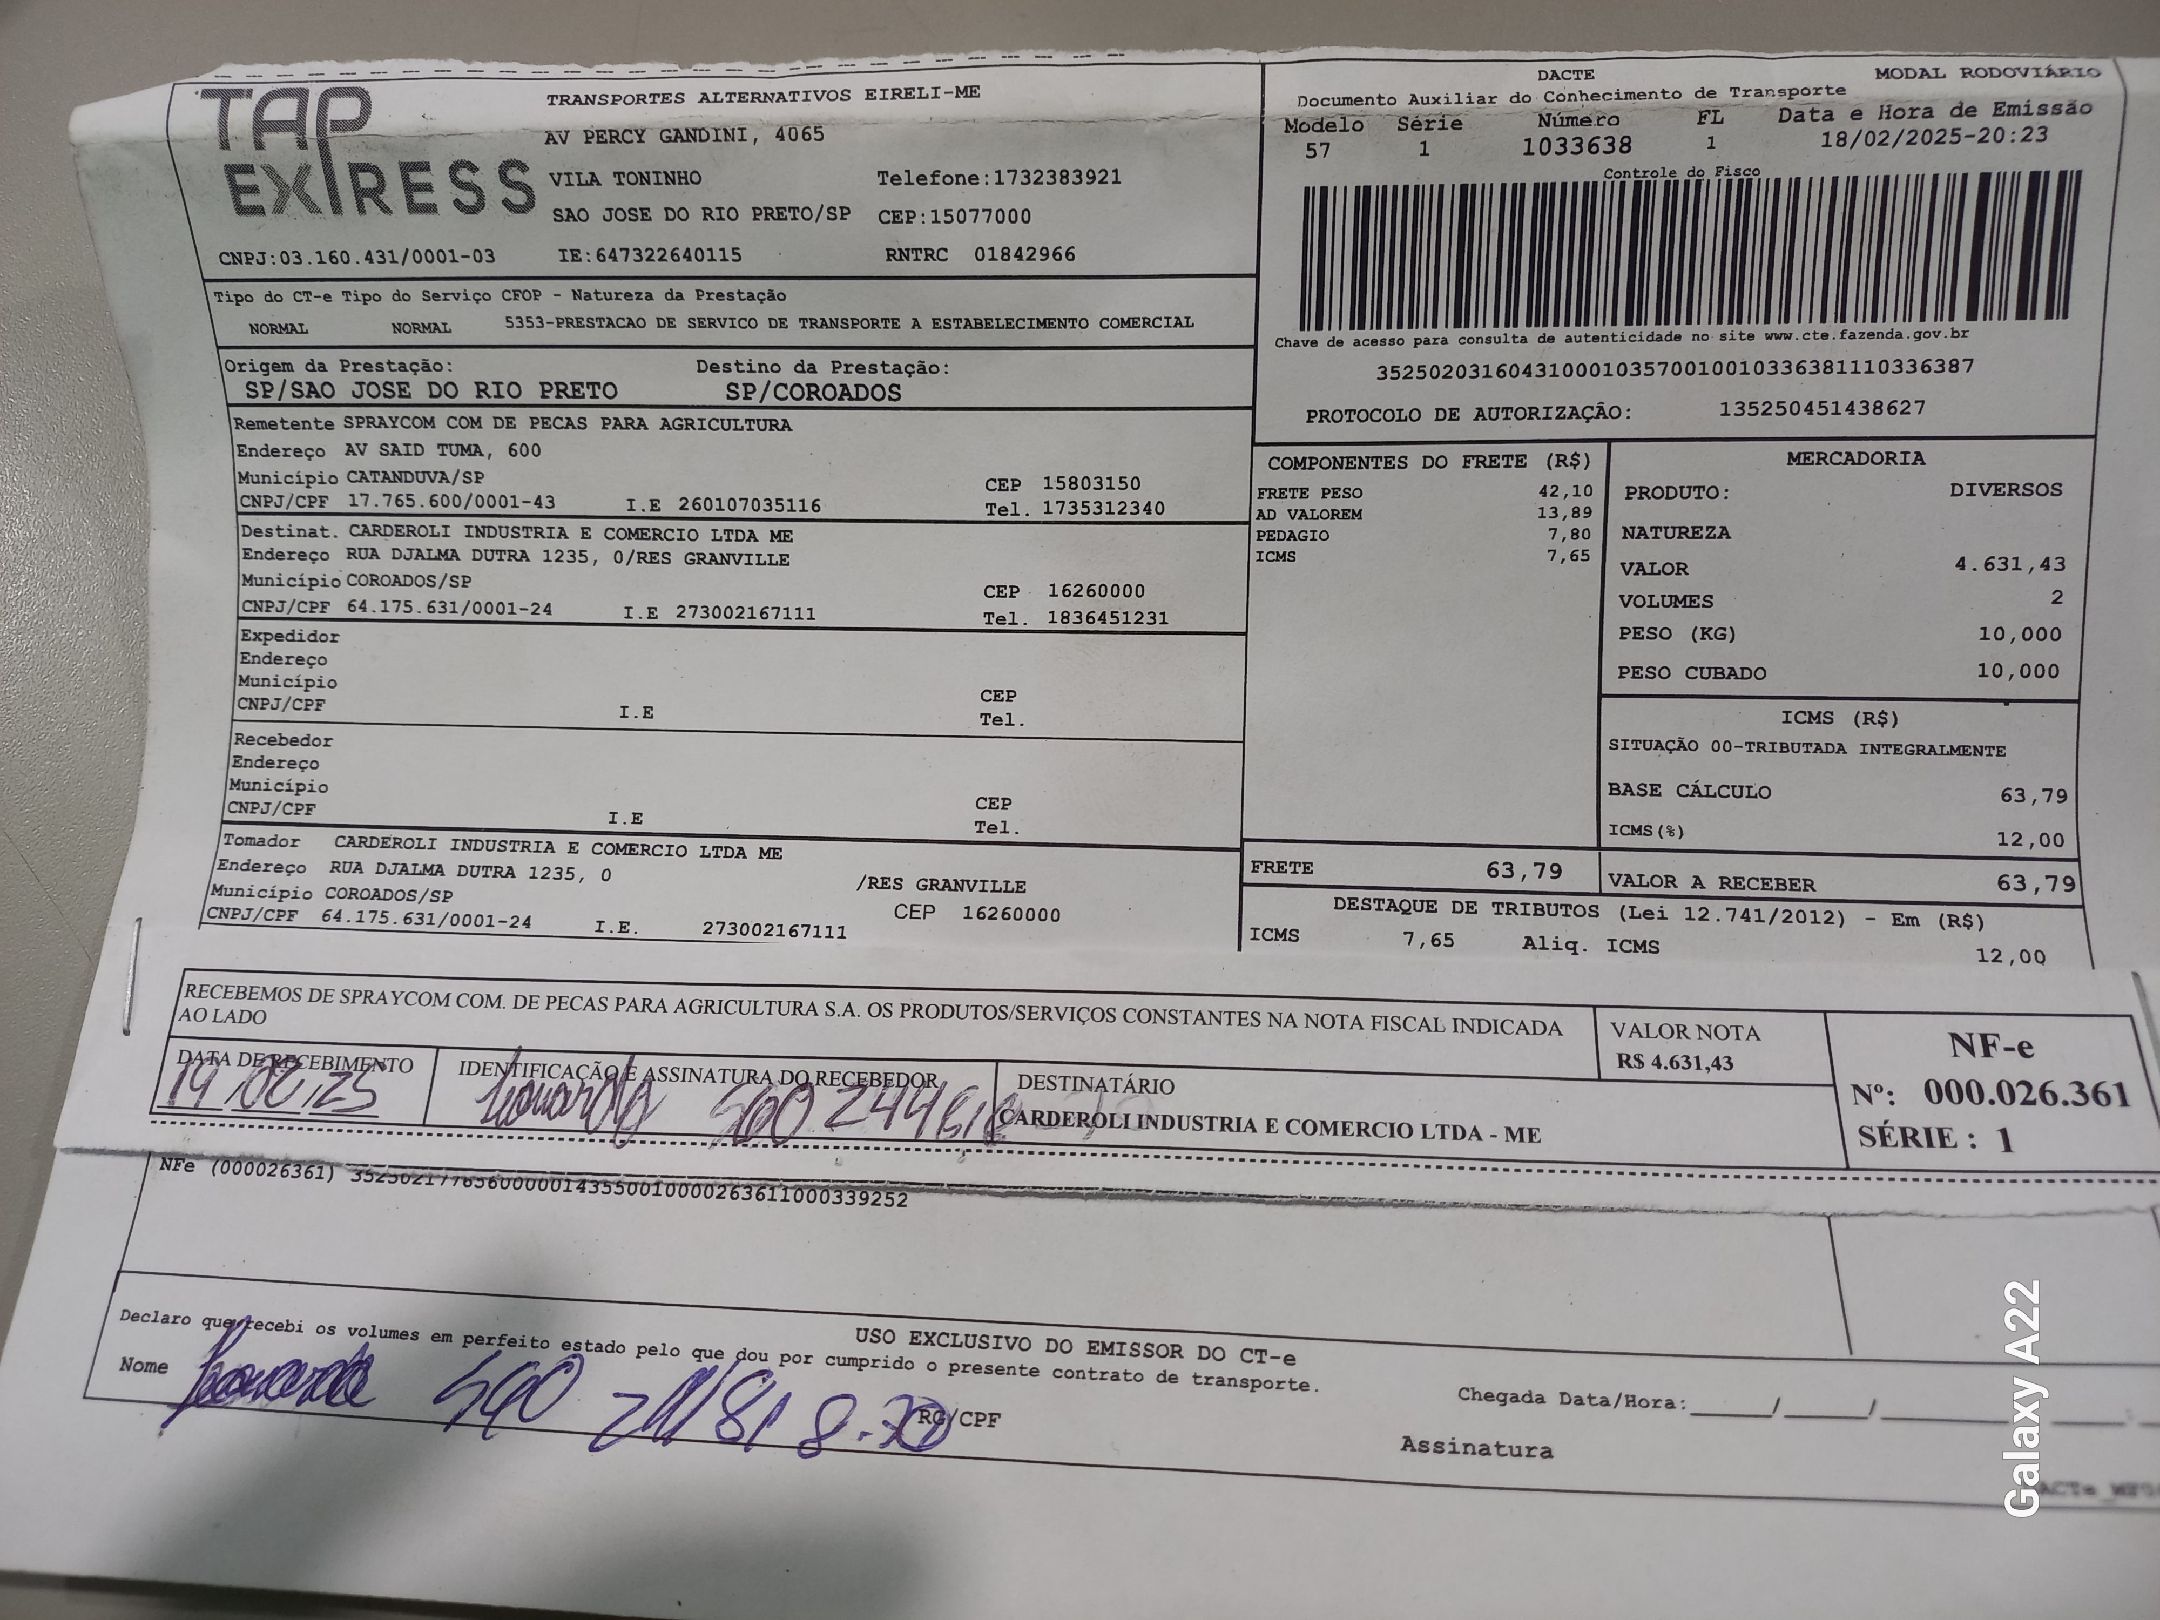 TAP EXPRESS
TRANSPORTES ALTERNATIVOS EIRELI-ME
AV PERCY GANDINI, 4065
VILA TONINHO Telefone:1732383921
SAO JOSE DO RIO PRETO/SP CEP:15077000
CNPJ:03.160.431/0001-03 IE:647322640115 RNTRC 01842966
DACTE MODAL RODOVIÁRIO
Documento Auxiliar do Conhecimento de Transporte
Modelo Série Número FL Data e Hora de Emissão
57 1 1033638 1 18/02/2025-20:23
Controle do Fisco
Chave de acesso para consulta de autenticidade no site www.cte.fazenda.gov.br
35250203160431000103570010010336381110336387
PROTOCOLO DE AUTORIZAÇÃO: 135250451438627
Tipo do CT-e Tipo do Serviço CFOP - Natureza da Prestação
NORMAL NORMAL 5353-PRESTACAO DE SERVICO DE TRANSPORTE A ESTABELECIMENTO COMERCIAL
Origem da Prestação: Destino da Prestação:
SP/SAO JOSE DO RIO PRETO SP/COROADOS
Remetente SPRAYCOM COM DE PECAS PARA AGRICULTURA
Endereço AV SAID TUMA, 600
Município CATANDUVA/SP CEP 15803150
CNPJ/CPF 17.765.600/0001-43 I.E 260107035116 Tel. 1735312340
Destinat. CARDEROLI INDUSTRIA E COMERCIO LTDA ME
Endereço RUA DJALMA DUTRA 1235, 0/RES GRANVILLE
Município COROADOS/SP CEP 16260000
CNPJ/CPF 64.175.631/0001-24 I.E 273002167111 Tel. 1836451231
Expedidor
Endereço
Município CEP
CNPJ/CPF I.E Tel.
Recebedor
Endereço
Município CEP
CNPJ/CPF I.E Tel.
Tomador CARDEROLI INDUSTRIA E COMERCIO LTDA ME
Endereço RUA DJALMA DUTRA 1235, 0 /RES GRANVILLE
Município COROADOS/SP CEP 16260000
CNPJ/CPF 64.175.631/0001-24 I.E. 273002167111
COMPONENTES DO FRETE (R$)
FRETE PESO 42,10
AD VALOREM 13,89
PEDAGIO 7,80
ICMS 7,65
MERCADORIA
PRODUTO: DIVERSOS
NATUREZA
VALOR 4.631,43
VOLUMES 2
PESO (KG) 10,000
PESO CUBADO 10,000
ICMS (R$)
SITUAÇÃO 00-TRIBUTADA INTEGRALMENTE
BASE CÁLCULO 63,79
ICMS(%) 12,00
FRETE 63,79 VALOR A RECEBER 63,79
DESTAQUE DE TRIBUTOS (Lei 12.741/2012) - Em (R$)
ICMS 7,65 Aliq. ICMS 12,00
RECEBEMOS DE SPRAYCOM COM. DE PECAS PARA AGRICULTURA S.A. OS PRODUTOS/SERVIÇOS CONSTANTES NA NOTA FISCAL INDICADA
AO LADO
VALOR NOTA
R$ 4.631,43
NF-e
Nº: 000.026.361
SÉRIE : 1
DATA DE RECEBIMENTO
19,02,25
IDENTIFICAÇÃO E ASSINATURA DO RECEBEDOR
DESTINATÁRIO
CARDEROLI INDUSTRIA E COMERCIO LTDA - ME
NFe (000026361) 35250217765600000143550010000263611000339252
USO EXCLUSIVO DO EMISSOR DO CT-e
Declaro que recebi os volumes em perfeito estado pelo que dou por cumprido o presente contrato de transporte.
Nome RG/CPF
Chegada Data/Hora:____/____/____
Assinatura
Galaxy A22